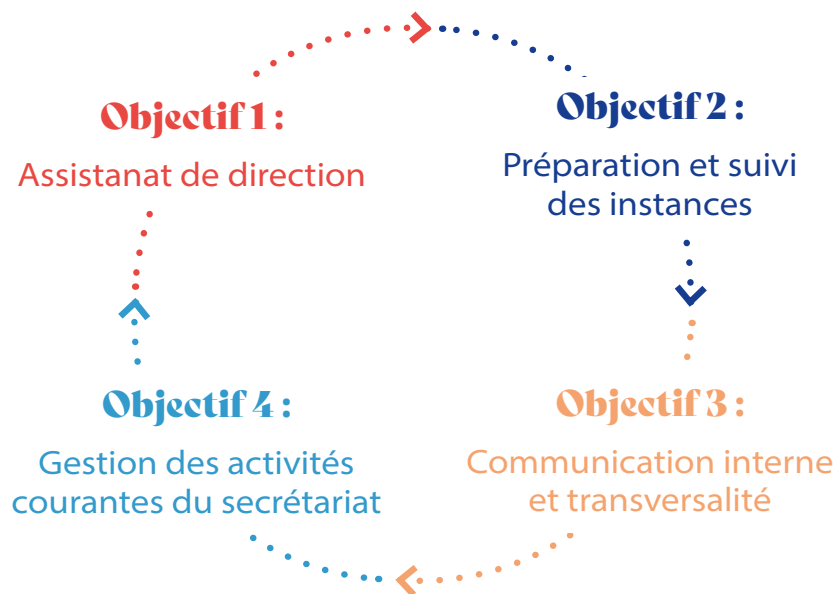 Objectif 1 :
Assistanat de direction
Objectif 2 :
Préparation et suivi
des instances
Objectif 3 :
Communication interne
et transversalité
Objectif 4 :
Gestion des activités
courantes du secrétariat